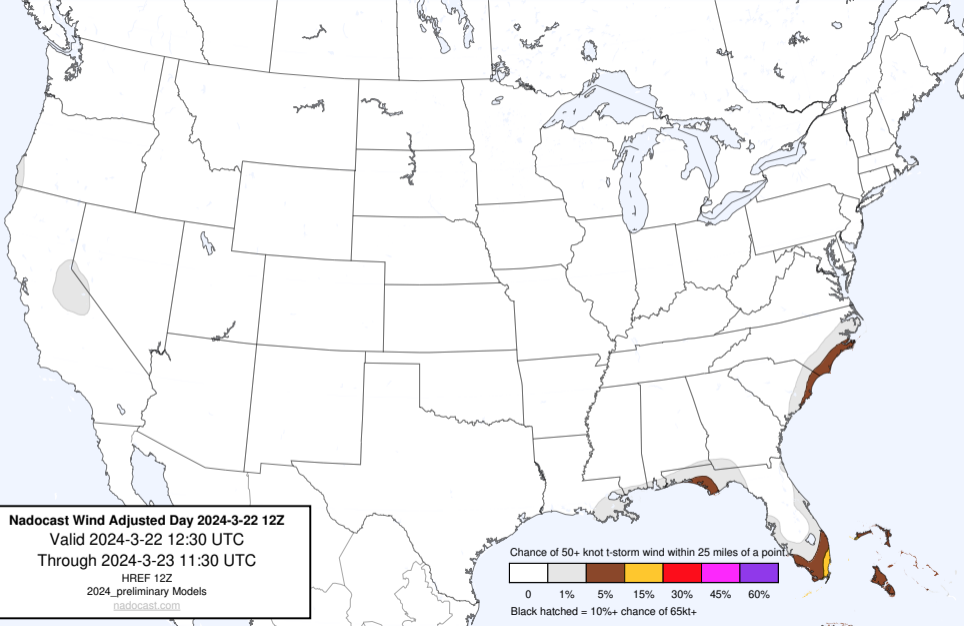 Nadocast Wind Adjusted Day 2024-3-22 12Z
Valid 2024-3-22 12:30 UTC
Through 2024-3-23 11:30 UTC
HREF 12Z
2024_preliminary Models
nadocast.com
Chance of 50+ knot t-storm wind within 25 miles of a point.
0 1% 5% 15% 30% 45% 60%
Black hatched = 10%+ chance of 65kt+